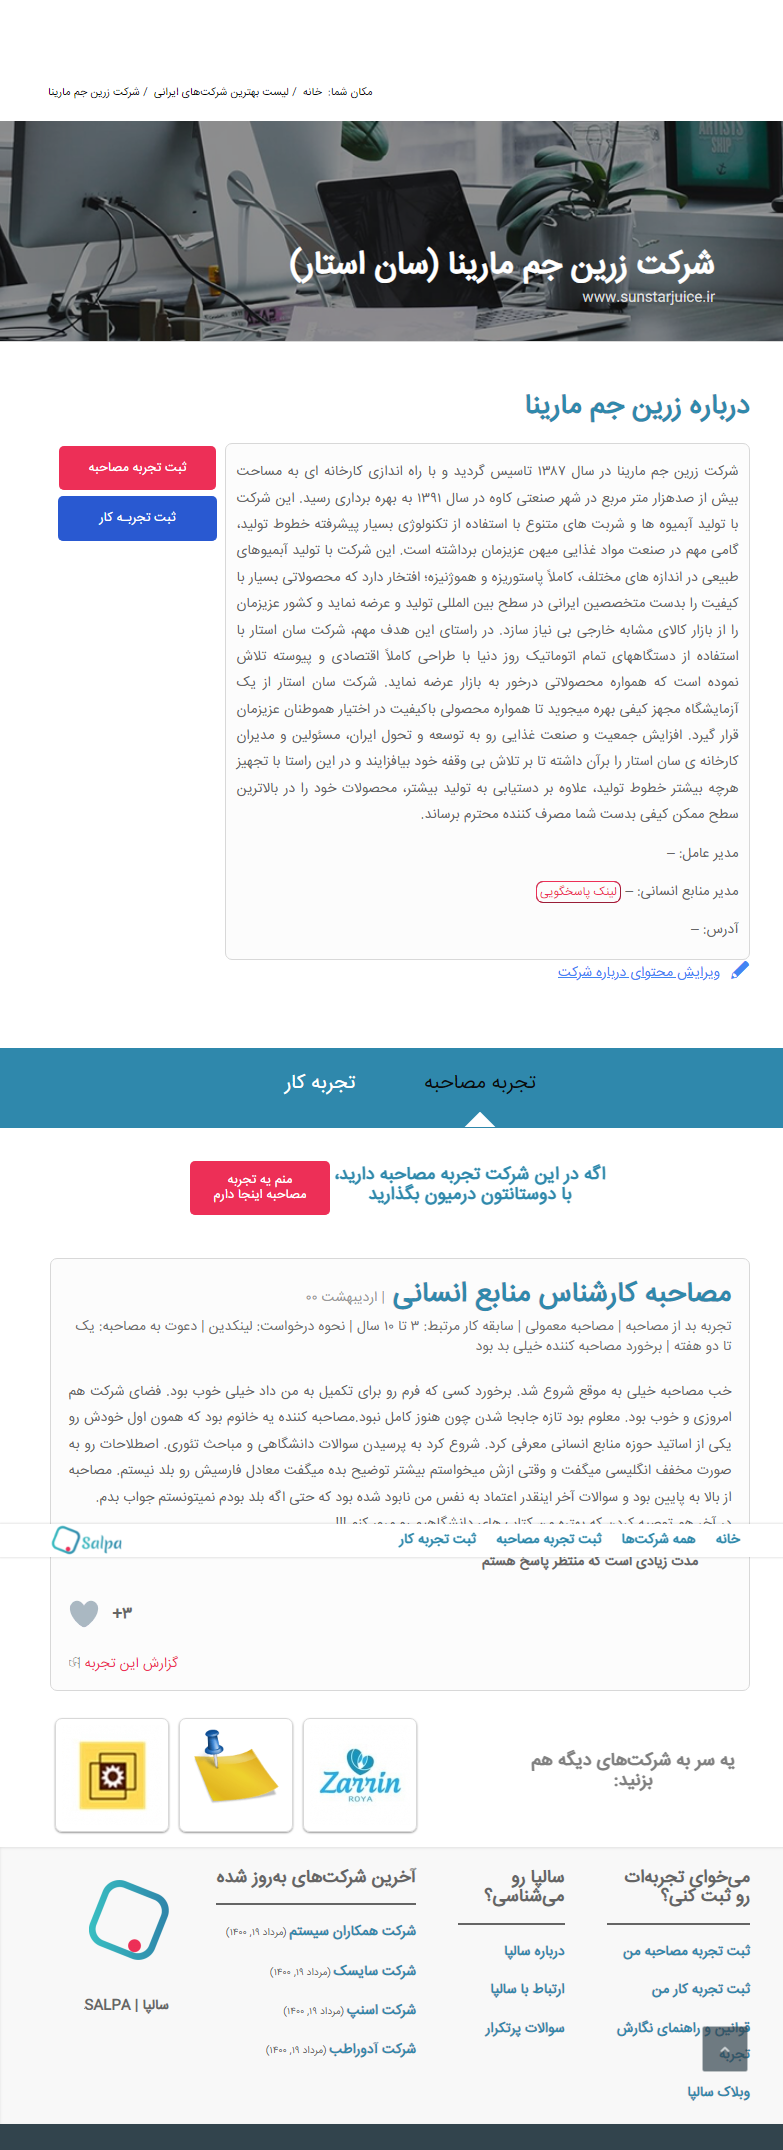 مکان شما: خانه / لیست بهترین شرکت‌های ایرانی / شرکت زرین جم مارینا
ARTISTS
SHIP
شرکت زرین جم مارینا (سان استار)
www.sunstarjuice.ir
درباره زرین جم مارینا
شرکت زرین جم مارینا در سال ۱۳۸۷ تاسیس گردید و با راه اندازی کارخانه ای به مساحت
بیش از صدهزار متر مربع در شهر صنعتی کاوه در سال ۱۳۹۱ به بهره برداری رسید. این شرکت
با تولید آبمیوه ها و شربت های متنوع با استفاده از تکنولوژی بسیار پیشرفته خطوط تولید،
گامی مهم در صنعت مواد غذایی میهن عزیزمان برداشته است. این شرکت با تولید آبمیوهای
طبیعی در اندازه های مختلف، کاملاً پاستوریزه و هموژنیزه؛ افتخار دارد که محصولاتی بسیار با
کیفیت را بدست متخصصین ایرانی در سطح بین المللی تولید و عرضه نماید و کشور عزیزمان
را از بازار کالای مشابه خارجی بی نیاز سازد. در راستای این هدف مهم، شرکت سان استار با
استفاده از دستگاههای تمام اتوماتیک روز دنیا با طراحی کاملاً اقتصادی و پیوسته تلاش
نموده است که همواره محصولاتی درخور به بازار عرضه نماید. شرکت سان استار از یک
آزمایشگاه مجهز کیفی بهره میجوید تا همواره محصولی باکیفیت در اختیار هموطنان عزیزمان
قرار گیرد. افزایش جمعیت و صنعت غذایی رو به توسعه و تحول ایران، مسئولین و مدیران
کارخانه ی سان استار را برآن داشته تا بر تلاش بی وقفه خود بیافزایند و در این راستا با تجهیز
هرچه بیشتر خطوط تولید، علاوه بر دستیابی به تولید بیشتر، محصولات خود را در بالاترین
سطح ممکن کیفی بدست شما مصرف کننده محترم برساند.
مدیر عامل: –
مدیر منابع انسانی: – لینک پاسخگویی
آدرس: –
ویرایش محتوای درباره شرکت
ثبت تجربه مصاحبه
ثبت تجربـه کار
تجربه مصاحبه
تجربه کار
اگه در این شرکت تجربه مصاحبه دارید،
با دوستانتون درمیون بگذارید
منم یه تجربه
مصاحبه اینجا دارم
مصاحبه کارشناس منابع انسانی | اردیبهشت ۰۰
تجربه بد از مصاحبه | مصاحبه معمولی | سابقه کار مرتبط: ۳ تا ۱۰ سال | نحوه درخواست: لینکدین | دعوت به مصاحبه: یک
تا دو هفته | برخورد مصاحبه کننده خیلی بد بود
خب مصاحبه خیلی به موقع شروع شد. برخورد کسی که فرم رو برای تکمیل به من داد خیلی خوب بود. فضای شرکت هم
امروزی و خوب بود. معلوم بود تازه جابجا شدن چون هنوز کامل نبود.مصاحبه کننده یه خانوم بود که همون اول خودش رو
یکی از اساتید حوزه منابع انسانی معرفی کرد. شروع کرد به پرسیدن سوالات دانشگاهی و مباحث تئوری. اصطلاحات رو به
صورت مخفف انگلیسی میگفت و وقتی ازش میخواستم بیشتر توضیح بده میگفت معادل فارسیش رو بلد نیستم. مصاحبه
از بالا به پایین بود و سوالات آخر اینقدر اعتماد به نفس من نابود شده بود که حتی اگه بلد بودم نمیتونستم جواب بدم.
در آخر هم توصیه کردن که بهتره من کتاب های دانشگاهیم رو مرور کنم!!!
خانه
همه شرکت‌ها
ثبت تجربه مصاحبه
ثبت تجربه کار
Salpa
مدت زیادی است که منتظر پاسخ هستم
+۳
گزارش این تجربه
یه سر به شرکت‌های دیگه هم
بزنید:
Zarrin
ROYA
می‌خوای تجربه‌ات
رو ثبت کنی؟
ثبت تجربه مصاحبه من
ثبت تجربه کار من
قوانین و راهنمای نگارش
تجربه
وبلاگ سالپا
سالپا رو
می‌شناسی؟
درباره سالپا
ارتباط با سالپا
سوالات پرتکرار
آخرین شرکت‌های به‌روز شده
شرکت همکاران سیستم (مرداد ۱۹, ۱۴۰۰)
شرکت سایسک (مرداد ۱۹, ۱۴۰۰)
شرکت اسنپ (مرداد ۱۹, ۱۴۰۰)
شرکت آدوراطب (مرداد ۱۹, ۱۴۰۰)
سالپا | SALPA